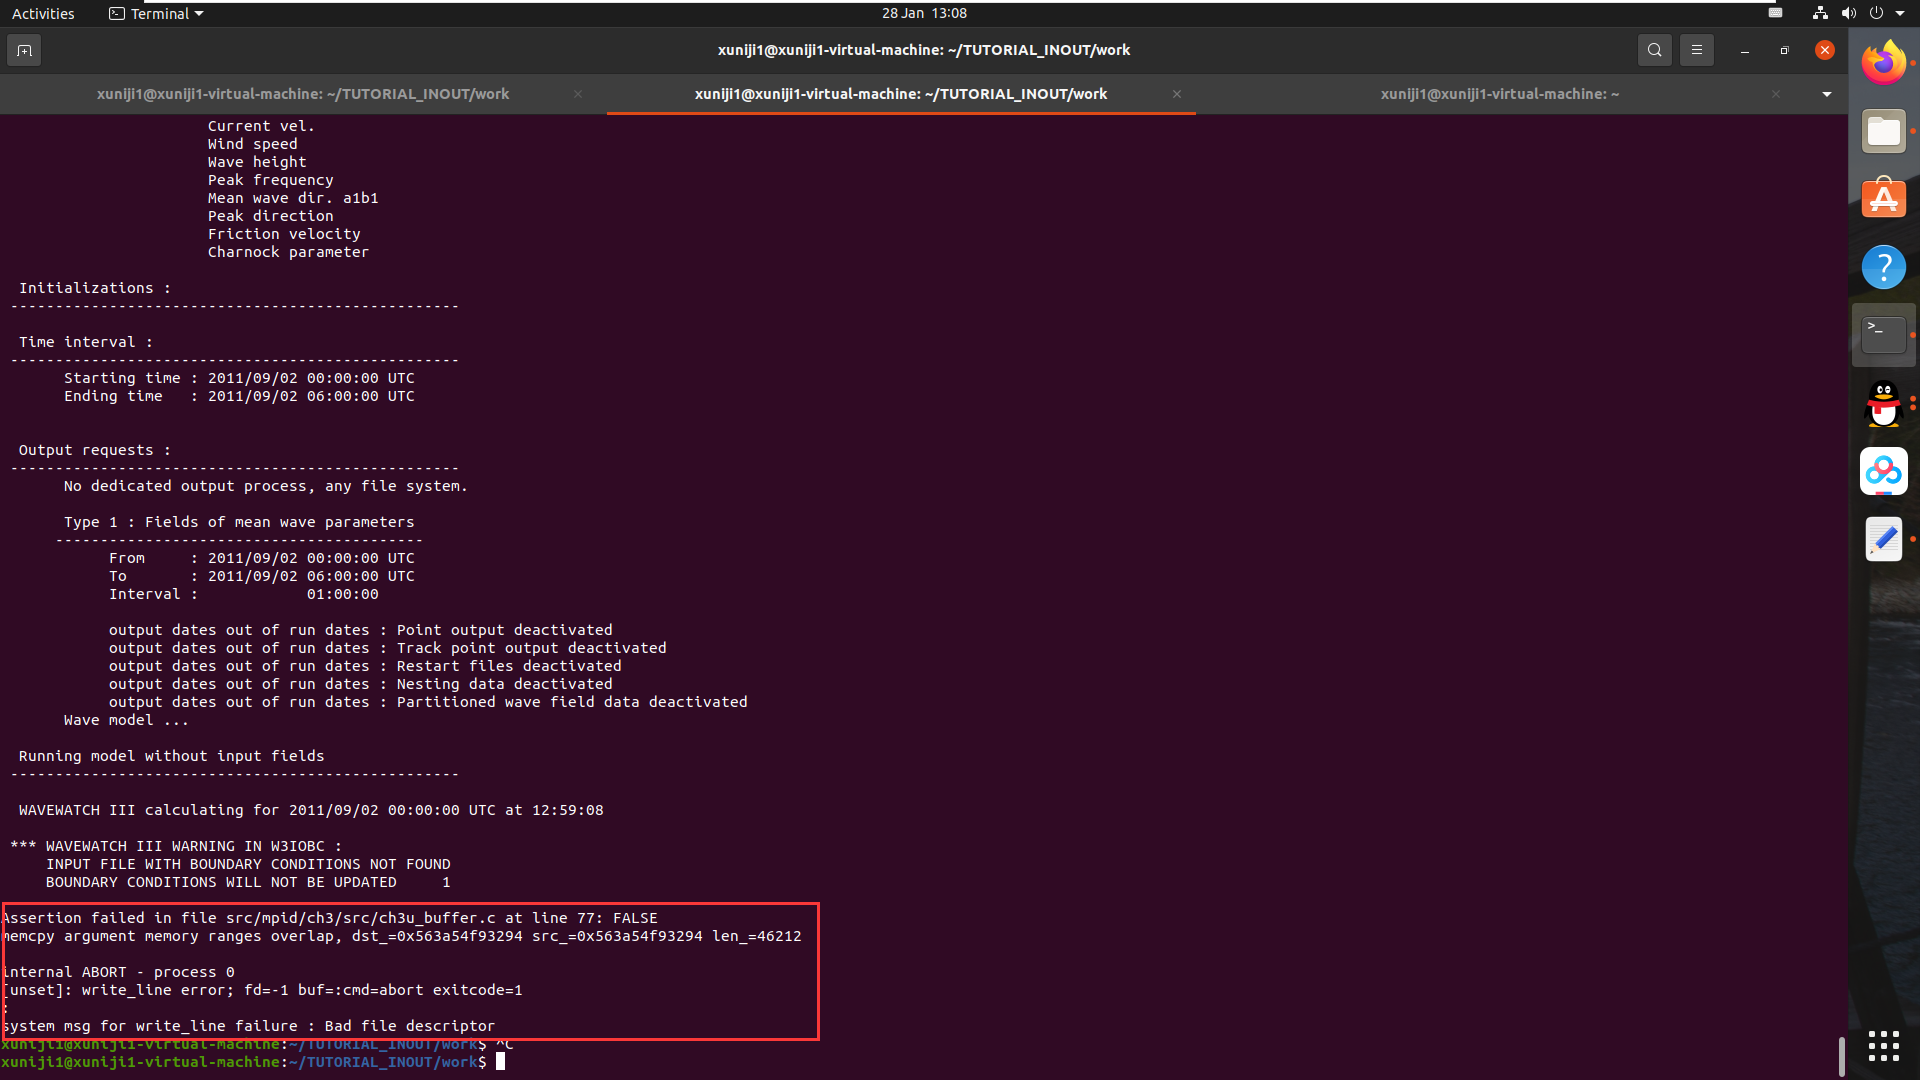 Activities
Terminal
28 Jan 13:08
xuniji1@xuniji1-virtual-machine: ~/TUTORIAL_INOUT/work
xuniji1@xuniji1-virtual-machine: ~/TUTORIAL_INOUT/work
xuniji1@xuniji1-virtual-machine: ~/TUTORIAL_INOUT/work
xuniji1@xuniji1-virtual-machine: ~
Current vel.
Wind speed
Wave height
Peak frequency
Mean wave dir. a1b1
Peak direction
Friction velocity
Charnock parameter
Initializations :
--------------------------------------------------
Time interval :
--------------------------------------------------
Starting time : 2011/09/02 00:00:00 UTC
Ending time   : 2011/09/02 06:00:00 UTC
Output requests :
--------------------------------------------------
No dedicated output process, any file system.
Type 1 : Fields of mean wave parameters
-----------------------------------------
From     : 2011/09/02 00:00:00 UTC
To       : 2011/09/02 06:00:00 UTC
Interval :            01:00:00
output dates out of run dates : Point output deactivated
output dates out of run dates : Track point output deactivated
output dates out of run dates : Restart files deactivated
output dates out of run dates : Nesting data deactivated
output dates out of run dates : Partitioned wave field data deactivated
Wave model ...
Running model without input fields
--------------------------------------------------
WAVEWATCH III calculating for 2011/09/02 00:00:00 UTC at 12:59:08
*** WAVEWATCH III WARNING IN W3IOBC :
INPUT FILE WITH BOUNDARY CONDITIONS NOT FOUND
BOUNDARY CONDITIONS WILL NOT BE UPDATED     1
Assertion failed in file src/mpid/ch3/src/ch3u_buffer.c at line 77: FALSE
memcpy argument memory ranges overlap, dst_=0x563a54f93294 src_=0x563a54f93294 len_=46212
internal ABORT - process 0
[unset]: write_line error; fd=-1 buf=:cmd=abort exitcode=1
:
system msg for write_line failure : Bad file descriptor
xuniji1@xuniji1-virtual-machine:~/TUTORIAL_INOUT/work$ ^C
xuniji1@xuniji1-virtual-machine:~/TUTORIAL_INOUT/work$